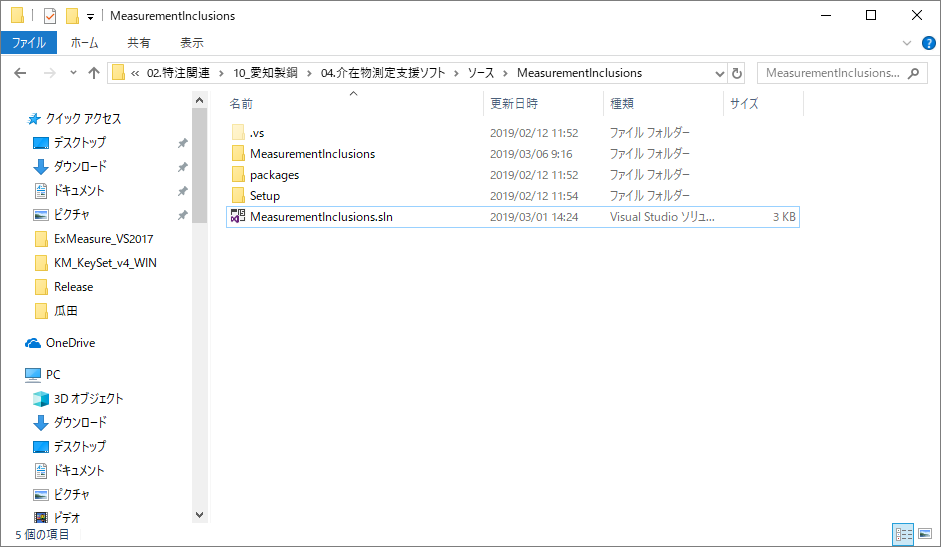 MeasurementInclusions
ファイル ホーム 共有 表示
« 02.特注関連 › 10_愛知製鋼 › 04.介在物測定支援ソフト › ソース › MeasurementInclusions
MeasurementInclusions...
名前 更新日時 種類 サイズ
クイック アクセス
デスクトップ
ダウンロード
ドキュメント
ピクチャ
ExMeasure_VS2017
KM_KeySet_v4_WIN
Release
瓜田
OneDrive
PC
3D オブジェクト
ダウンロード
デスクトップ
ドキュメント
ピクチャ
ビデオ
.vs 2019/02/12 11:52 ファイル フォルダー
MeasurementInclusions 2019/03/06 9:16 ファイル フォルダー
packages 2019/02/12 11:52 ファイル フォルダー
Setup 2019/02/12 11:54 ファイル フォルダー
MeasurementInclusions.sln 2019/03/01 14:24 Visual Studio ソリュ... 3 KB
5 個の項目